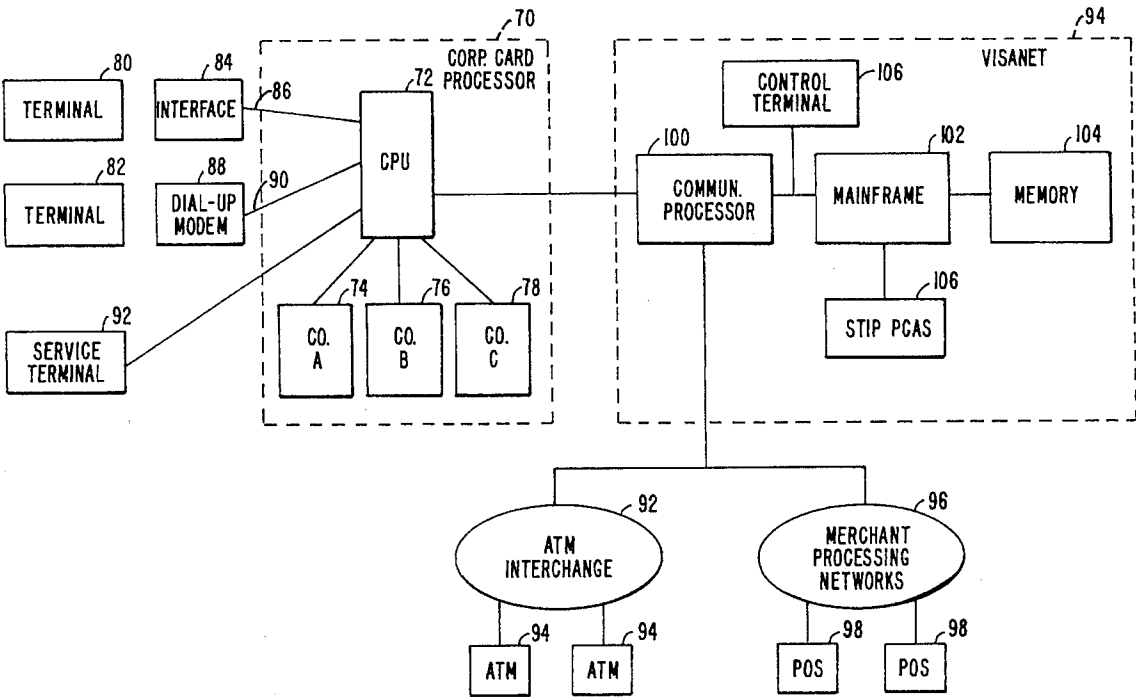 70
CORP. CARD
PROCESSOR
94
VISANET
80
TERMINAL
84
INTERFACE
86
72
CPU
106
CONTROL
TERMINAL
82
TERMINAL
88
DIAL-UP
MODEM
90
100
COMMUN.
PROCESSOR
102
MAINFRAME
104
MEMORY
92
SERVICE
TERMINAL
74
CO.
A
76
CO.
B
78
CO.
C
106
STIP PCAS
92
ATM
INTERCHANGE
96
MERCHANT
PROCESSING
NETWORKS
94
ATM
94
ATM
98
POS
98
POS